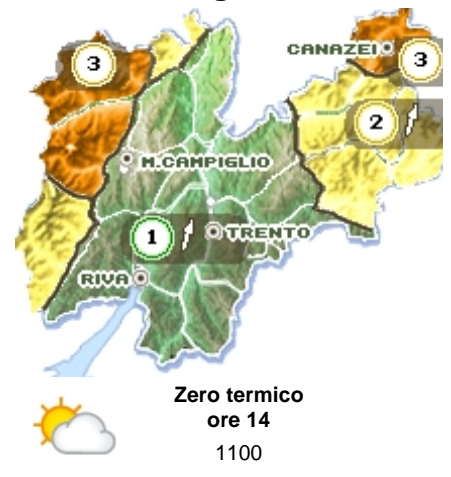 CANAZEI
3
3
2
M.CAMPIGLIO
1
TRENTO
RIVA
Zero termico
ore 14
1100